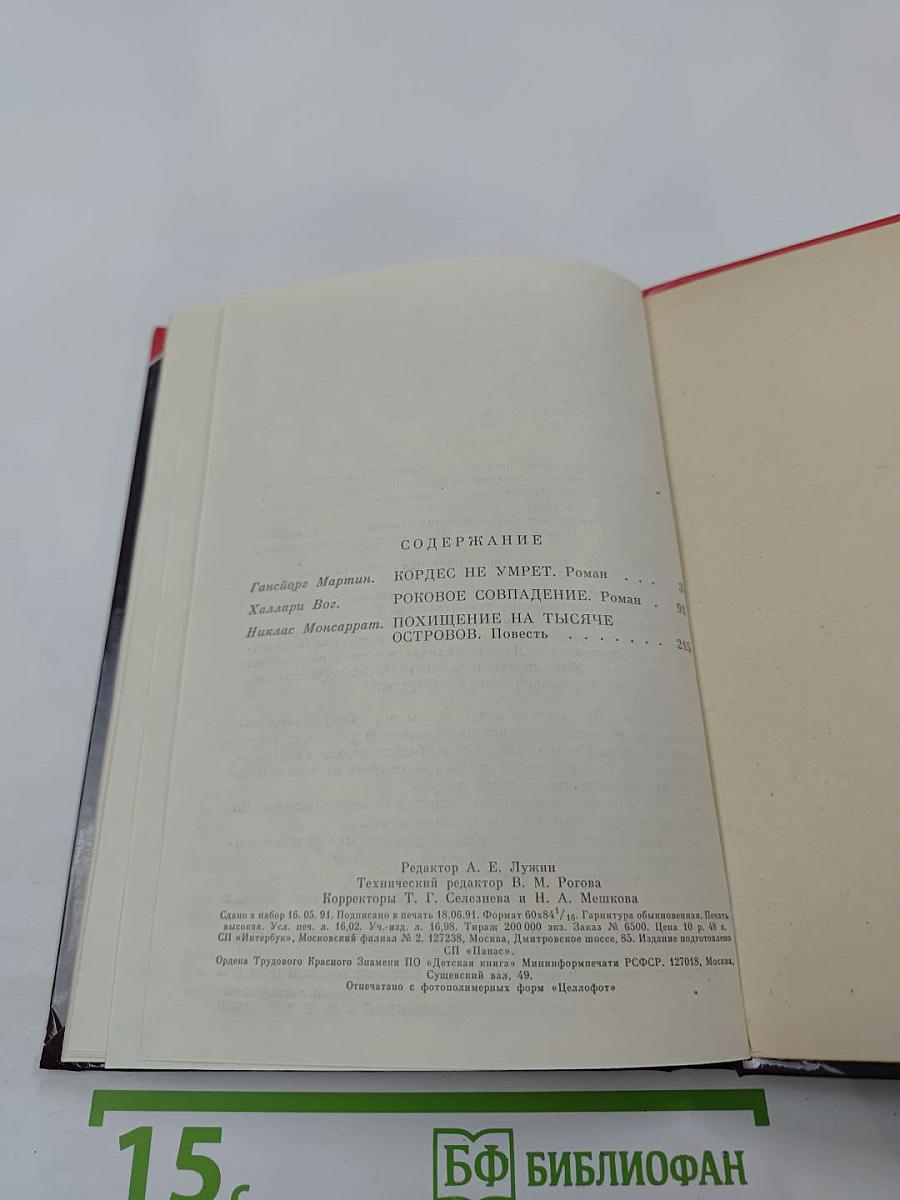 СОДЕРЖАНИЕ
Гансйорг Мартин. КОРДЕС НЕ УМРЕТ. Роман . . . 3
Халлари Вог. РОКОВОЕ СОВПАДЕНИЕ. Роман . 91
Никлас Монсаррат. ПОХИЩЕНИЕ НА ТЫСЯЧЕ
ОСТРОВОВ. Повесть . . . . . . . 215
Редактор А. Е. Лужин
Технический редактор В. М. Рогова
Корректоры Т. Г. Селезнева и Н. А. Мешкова
Сдано в набор 16. 05. 91. Подписано в печать 18.06.91. Формат 60х84¹/₁₆. Гарнитура обыкновенная. Печать
высокая. Усл. печ. л. 16,02. Уч.-изд. л. 16,98. Тираж 200 000 экз. Заказ № 6500. Цена 10 р. 48 к.
СП «Интербук», Московский филиал № 2. 127238, Москва, Дмитровское шоссе, 85. Издание подготовлено
СП «Панас».
Ордена Трудового Красного Знамени ПО «Детская книга» Мининформпечати РСФСР. 127018, Москва,
Сущевский вал, 49.
Отпечатано с фотополимерных форм «Целлофот»
15 с
БФ БИБЛИОФАН